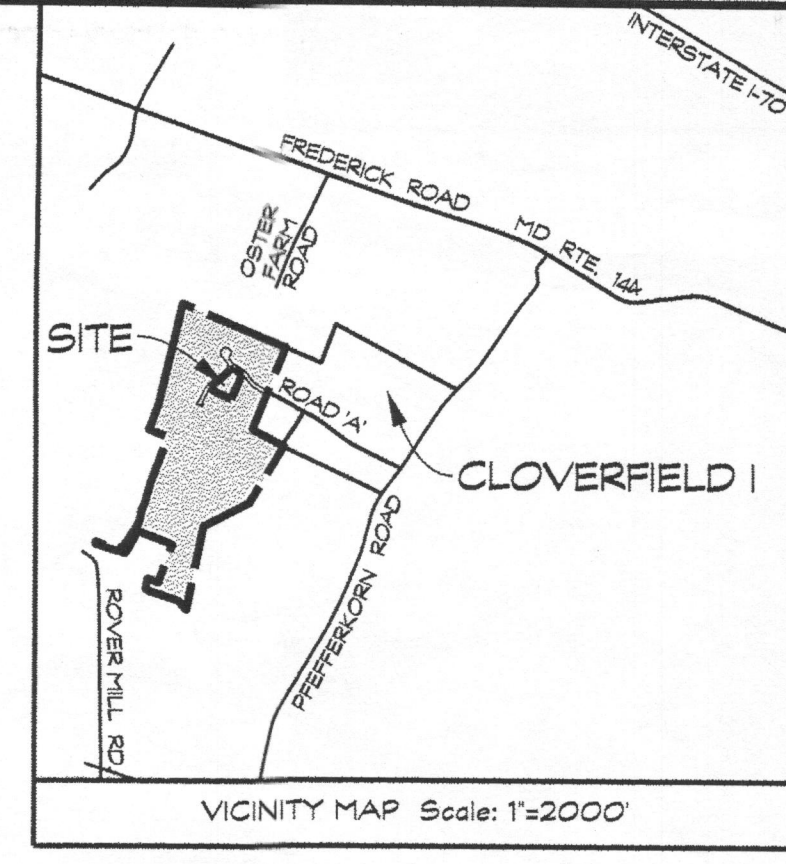 INTERSTATE I-70
FREDERICK ROAD
MD RTE. 144
OSTER
FARM
ROAD
SITE
ROAD 'A'
CLOVERFIELD I
PFEFFERKORN ROAD
ROVER MILL RD.
VICINITY MAP Scale: 1"=2000'